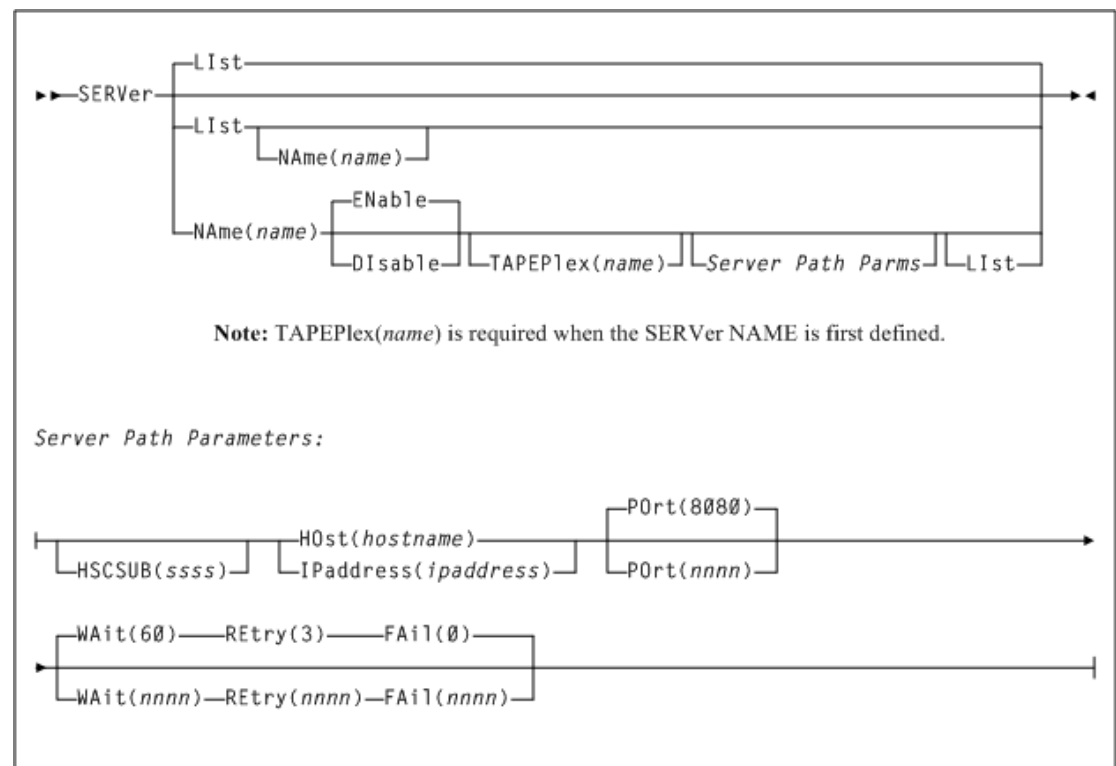 LIst
SERVer
LIst
NAme(name)
ENable
NAme(name)
DIsable TAPEPlex(name) Server Path Parms LIst
Note: TAPEPlex(name) is required when the SERVer NAME is first defined.
Server Path Parameters:
POrt(8080)
HOst(hostname)
HSCSUB(ssss) IPaddress(ipaddress) POrt(nnnn)
WAit(60) REtry(3) FAil(0)
WAit(nnnn) REtry(nnnn) FAil(nnnn)